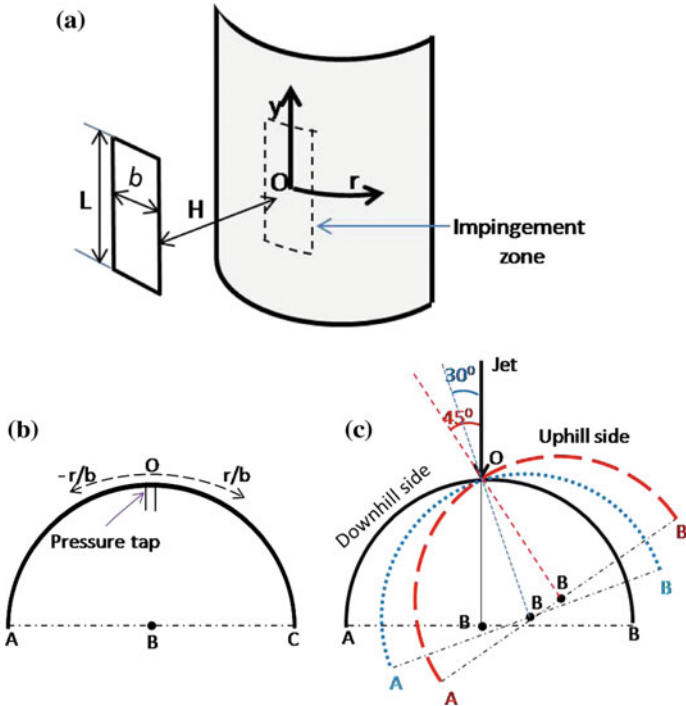 (a)
y
b
L
H
O
r
Impingement
zone
(b)
-r/b
O
r/b
Pressure tap
A
B
C
(c)
Jet
30⁰
45⁰
O
Uphill side
Downhill side
B
B
B
B
A
B
B
A
A